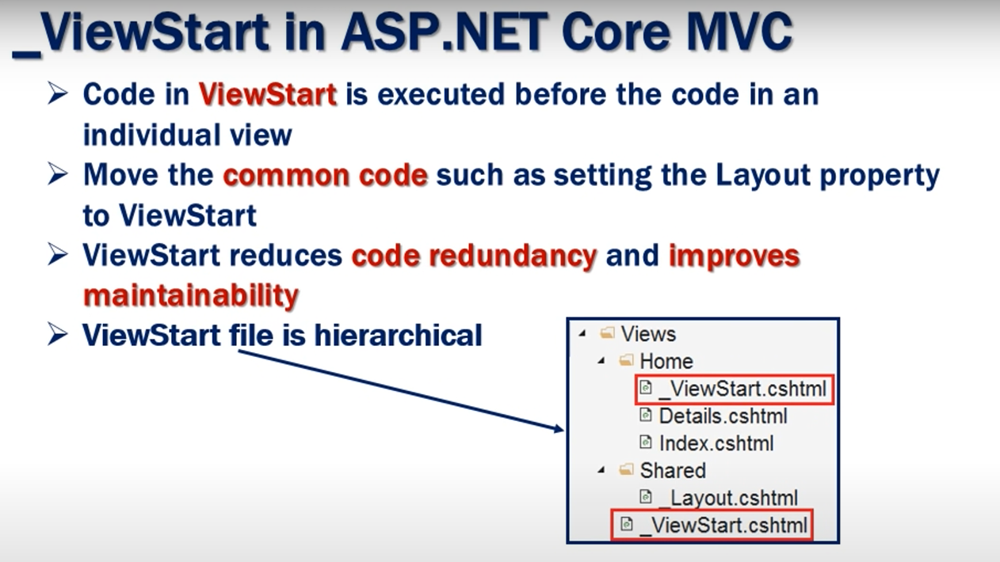 _ViewStart in ASP.NET Core MVC
Code in ViewStart is executed before the code in an
individual view
Move the common code such as setting the Layout property
to ViewStart
ViewStart reduces code redundancy and improves
maintainability
ViewStart file is hierarchical
Views
Home
_ViewStart.cshtml
Details.cshtml
Index.cshtml
Shared
_Layout.cshtml
_ViewStart.cshtml